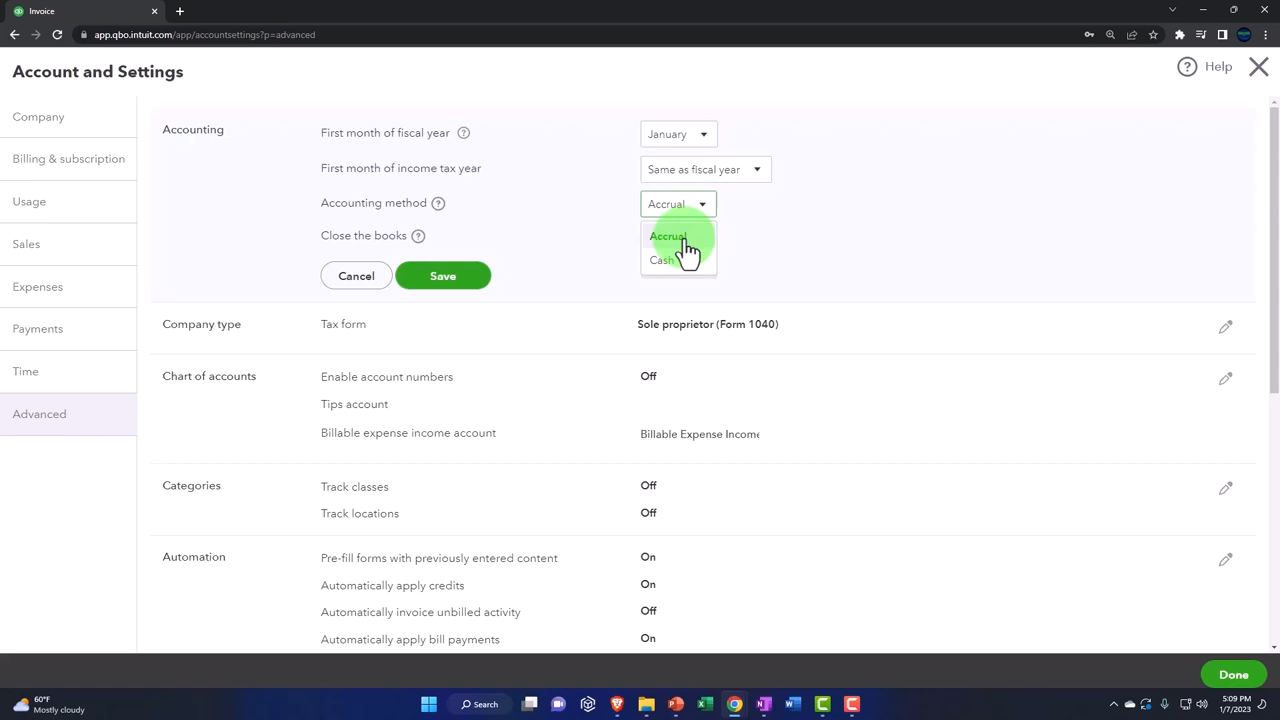 Invoice
app.qbo.intuit.com/app/accountsettings?p=advanced
Account and Settings
Help
Company
Billing & subscription
Usage
Sales
Expenses
Payments
Time
Advanced
Accounting
First month of fiscal year
January
First month of income tax year
Same as fiscal year
Accounting method
Accrual
Close the books
Accrual
Cash
Cancel
Save
Company type
Tax form
Sole proprietor (Form 1040)
Chart of accounts
Enable account numbers
Off
Tips account
Billable expense income account
Billable Expense Income
Categories
Track classes
Off
Track locations
Off
Automation
Pre-fill forms with previously entered content
On
Automatically apply credits
On
Automatically invoice unbilled activity
Off
Automatically apply bill payments
On
Done
60°F
Mostly cloudy
Search
5:09 PM
1/7/2023